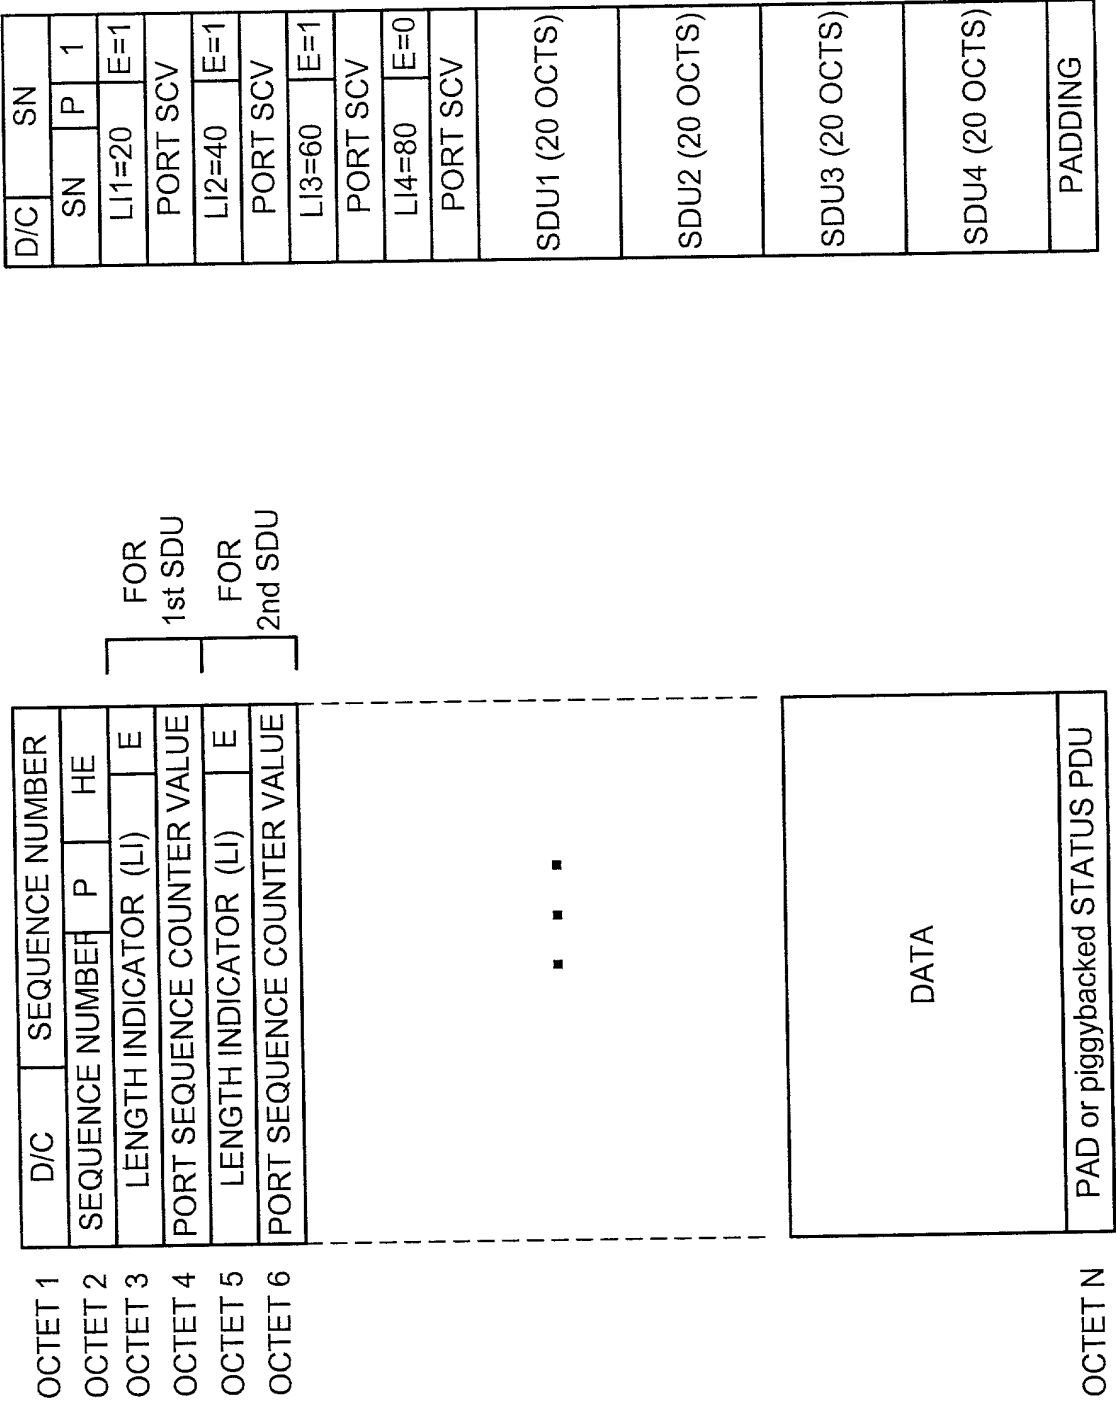 OCTET 1
D/C
SEQUENCE NUMBER
OCTET 2
SEQUENCE NUMBER
P
HE
OCTET 3
LENGTH INDICATOR (LI)
E
OCTET 4
PORT SEQUENCE COUNTER VALUE
FOR
1st SDU
OCTET 5
LENGTH INDICATOR (LI)
E
OCTET 6
PORT SEQUENCE COUNTER VALUE
FOR
2nd SDU
DATA
OCTET N
PAD or piggybacked STATUS PDU
D/C
SN
SN
P
1
LI1=20
E=1
PORT SCV
LI2=40
E=1
PORT SCV
LI3=60
E=1
PORT SCV
LI4=80
E=0
PORT SCV
SDU1 (20 OCTS)
SDU2 (20 OCTS)
SDU3 (20 OCTS)
SDU4 (20 OCTS)
PADDING